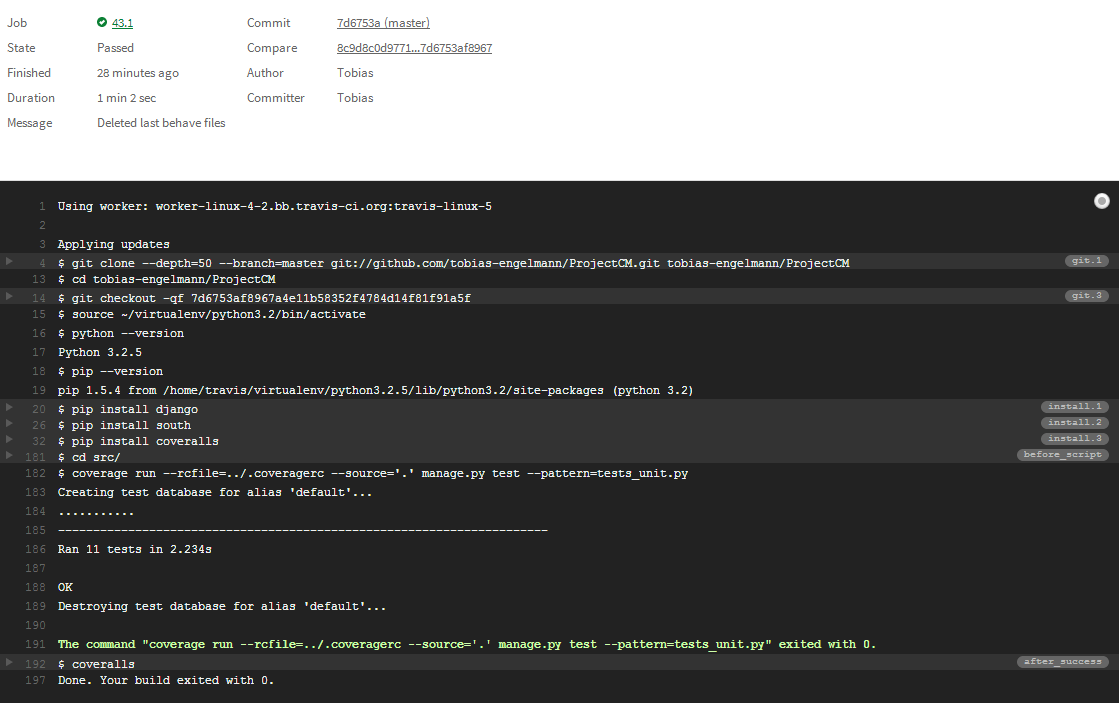 Job 43.1 Commit 7d6753a (master)
State Passed Compare 8c9d8c0d9771...7d6753af8967
Finished 28 minutes ago Author Tobias
Duration 1 min 2 sec Committer Tobias
Message Deleted last behave files
1 Using worker: worker-linux-4-2.bb.travis-ci.org:travis-linux-5
2
3 Applying updates
4 $ git clone --depth=50 --branch=master git://github.com/tobias-engelmann/ProjectCM.git tobias-engelmann/ProjectCM git.1
13 $ cd tobias-engelmann/ProjectCM
14 $ git checkout -qf 7d6753af8967a4e11b58352f4784d14f81f91a5f git.3
15 $ source ~/virtualenv/python3.2/bin/activate
16 $ python --version
17 Python 3.2.5
18 $ pip --version
19 pip 1.5.4 from /home/travis/virtualenv/python3.2.5/lib/python3.2/site-packages (python 3.2)
20 $ pip install django install.1
26 $ pip install south install.2
32 $ pip install coveralls install.3
181 $ cd src/ before_script
182 $ coverage run --rcfile=../.coveragerc --source='.' manage.py test --pattern=tests_unit.py
183 Creating test database for alias 'default'...
184 ...........
185 ----------------------------------------------------------------------
186 Ran 11 tests in 2.234s
187
188 OK
189 Destroying test database for alias 'default'...
190
191 The command "coverage run --rcfile=../.coveragerc --source='.' manage.py test --pattern=tests_unit.py" exited with 0.
192 $ coveralls after_success
197 Done. Your build exited with 0.